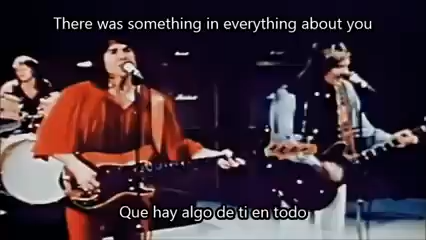 There was something in everything about you
Que hay algo de ti en todo